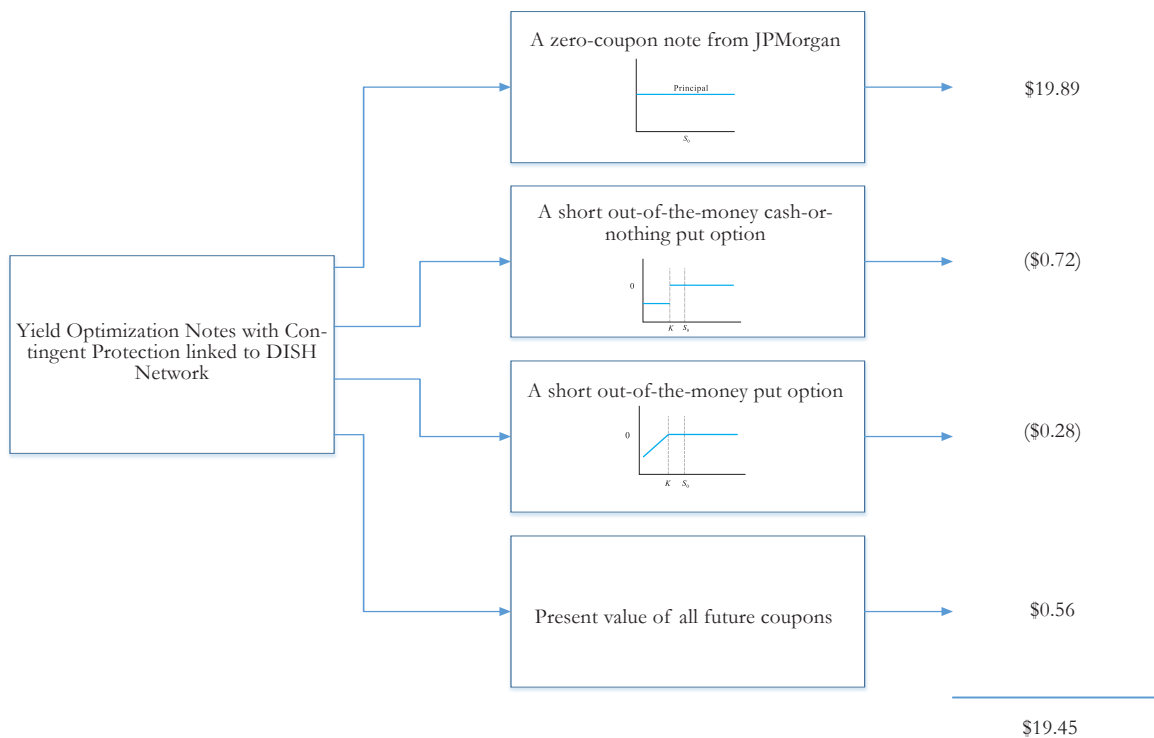 A zero-coupon note from JPMorgan
Principal
S0
$19.89
A short out-of-the-money cash-or-
nothing put option
0
K S0
($0.72)
Yield Optimization Notes with Con-
tingent Protection linked to DISH
Network
A short out-of-the-money put option
0
K S0
($0.28)
Present value of all future coupons
$0.56
$19.45